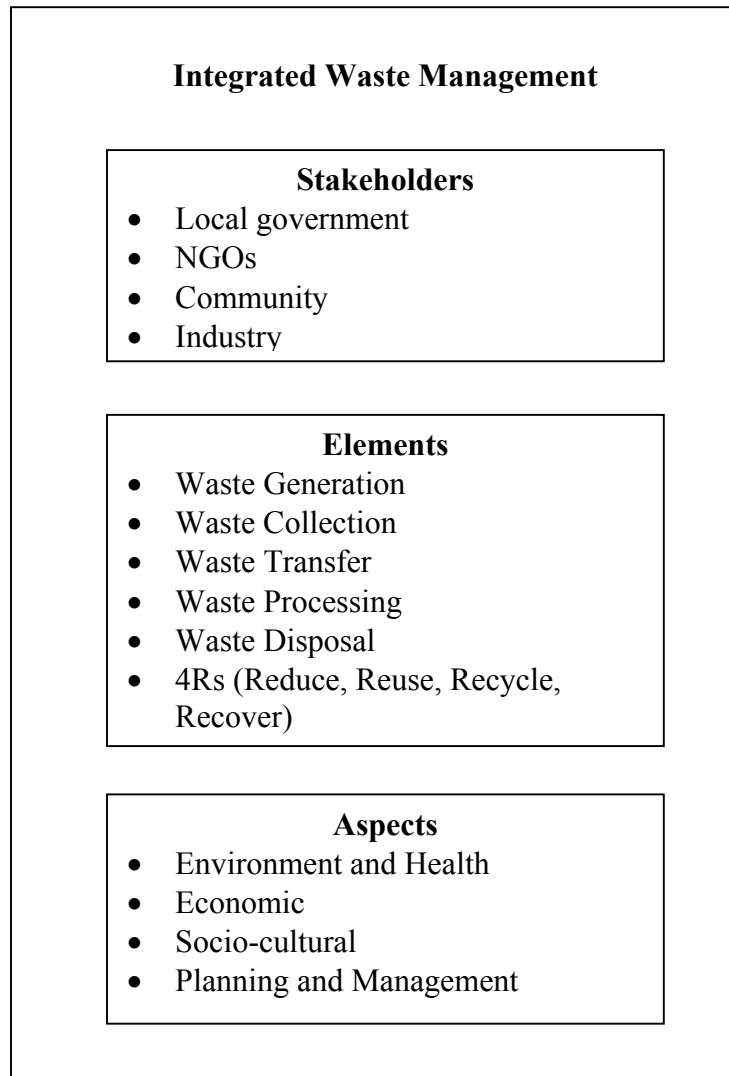 Integrated Waste Management
Stakeholders
• Local government
• NGOs
• Community
• Industry
Elements
• Waste Generation
• Waste Collection
• Waste Transfer
• Waste Processing
• Waste Disposal
• 4Rs (Reduce, Reuse, Recycle,
Recover)
Aspects
• Environment and Health
• Economic
• Socio-cultural
• Planning and Management